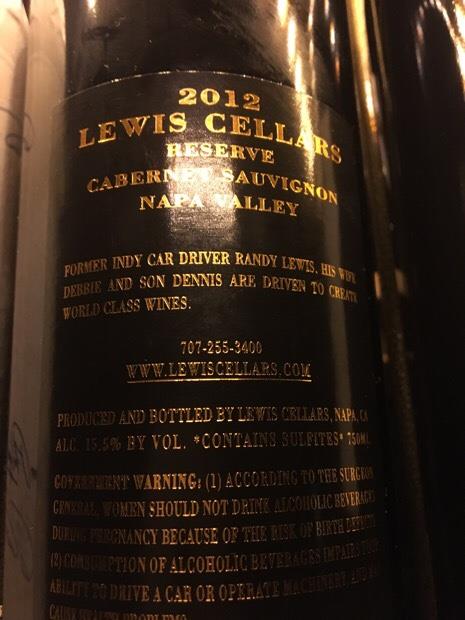 2012
LEWIS CELLARS
RESERVE
CABERNET SAUVIGNON
NAPA VALLEY
FORMER INDY CAR DRIVER RANDY LEWIS, HIS WIFE
DEBBIE AND SON DENNIS ARE DRIVEN TO CREATE
WORLD CLASS WINES.
707-255-3400
WWW.LEWISCELLARS.COM
PRODUCED AND BOTTLED BY LEWIS CELLARS, NAPA, CA
ALC. 15.5% BY VOL. *CONTAINS SULFITES* 750ML
GOVERNMENT WARNING: (1) ACCORDING TO THE SURGEON
GENERAL, WOMEN SHOULD NOT DRINK ALCOHOLIC BEVERAGES
DURING PREGNANCY BECAUSE OF THE RISK OF BIRTH DEFECTS
(2) CONSUMPTION OF ALCOHOLIC BEVERAGES IMPAIRS YOUR
ABILITY TO DRIVE A CAR OR OPERATE MACHINERY, AND MAY
CAUSE HEALTH PROBLEMS